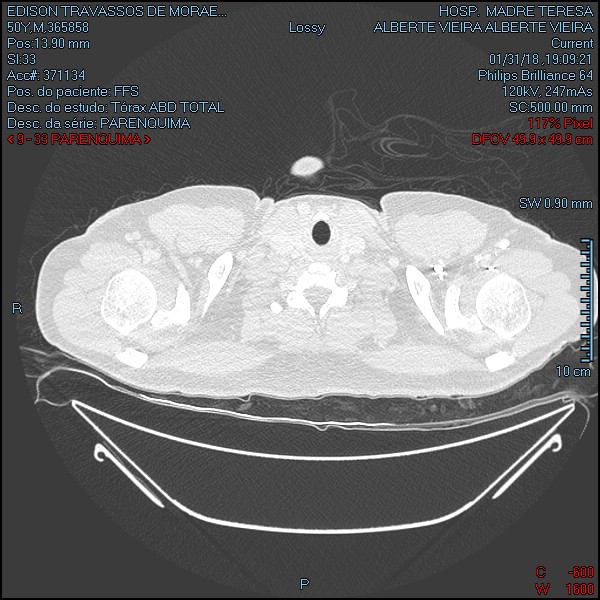 EDISON TRAVASSOS DE MORAE...
50Y,M,365858
Pos:13.90 mm
SI:33
Acc#: 371134
Pos. do paciente: FFS
Desc. do estudo: Tórax ABD TOTAL
Desc. da série: PARENQUIMA
< 9 - 33 PARENQUIMA >
Lossy
HOSP. MADRE TERESA
ALBERTE VIEIRA ALBERTE VIEIRA
Current
01/31/18 ,19:09:21
Philips Brilliance 64
120kV, 247mAs
SC:500.00 mm
117% Pixel
DFOV 49.9 x 49.9 cm
SW 0.90 mm
R
10 cm
P
C -600
W 1600